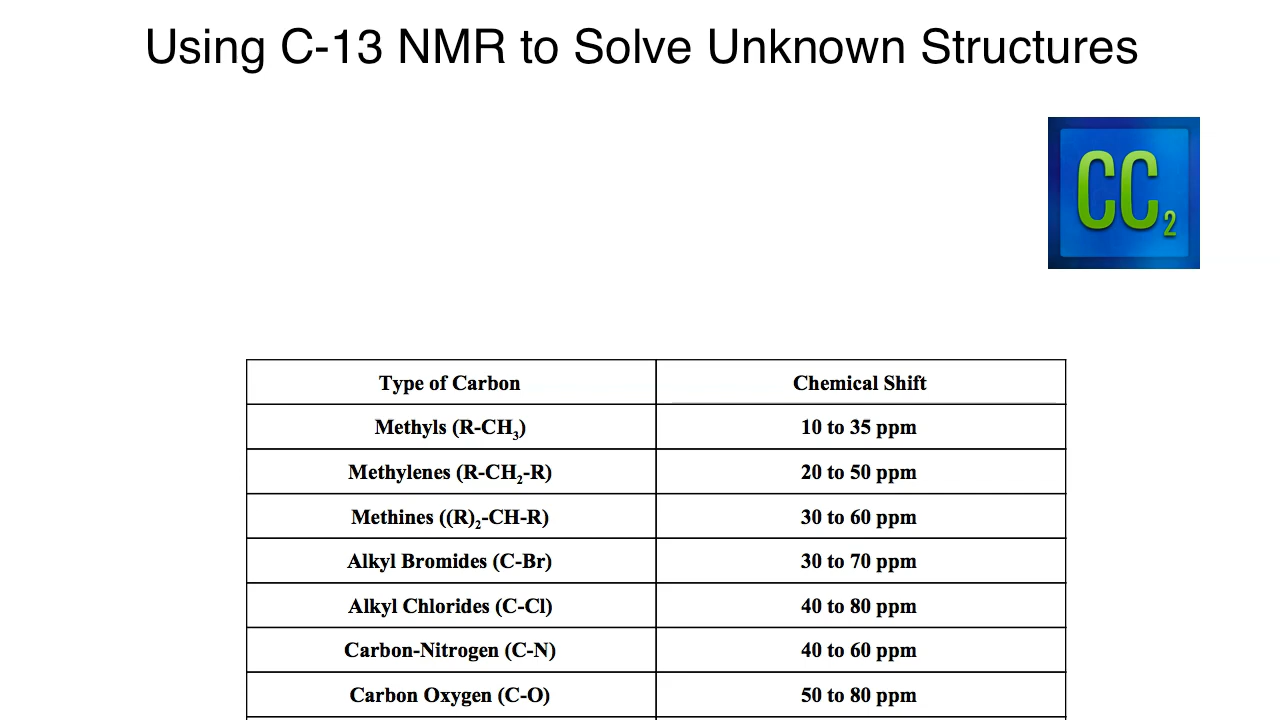 Using C-13 NMR to Solve Unknown Structures
CC₂
Type of Carbon Chemical Shift
Methyls (R-CH₃) 10 to 35 ppm
Methylenes (R-CH₂-R) 20 to 50 ppm
Methines ((R)₂-CH-R) 30 to 60 ppm
Alkyl Bromides (C-Br) 30 to 70 ppm
Alkyl Chlorides (C-Cl) 40 to 80 ppm
Carbon-Nitrogen (C-N) 40 to 60 ppm
Carbon Oxygen (C-O) 50 to 80 ppm